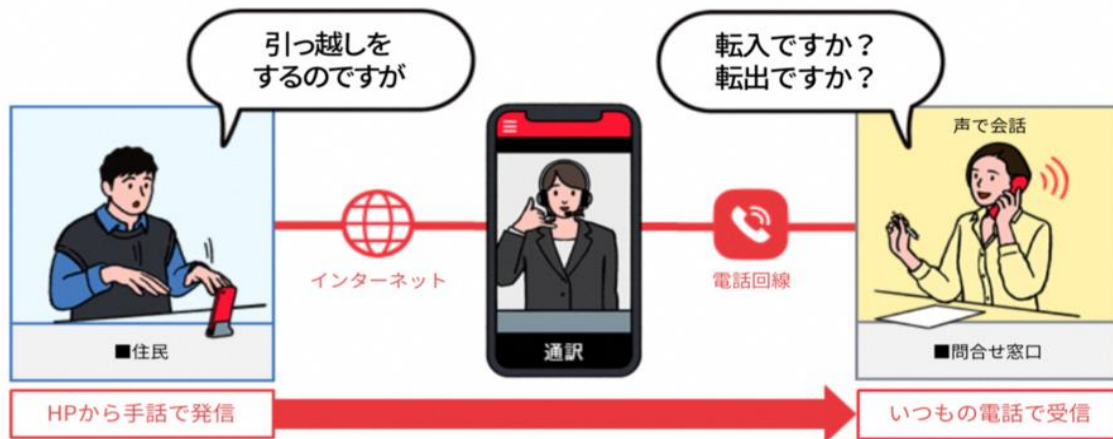 引っ越しを
するのですが
転入ですか？
転出ですか？
声で会話
インターネット
電話回線
■住民
通訳
■問合せ窓口
HPから手話で発信
いつもの電話で受信